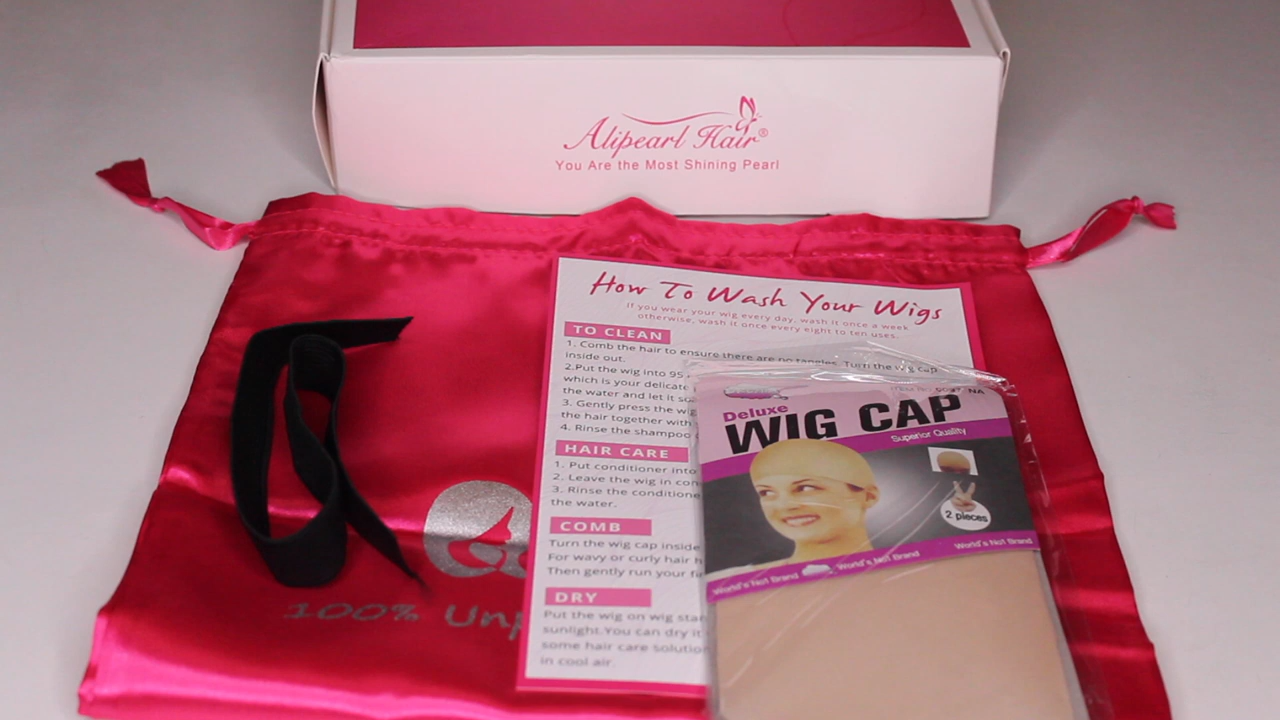 Alipearl Hair®
You Are the Most Shining Pearl
How To Wash Your Wigs
If you wear your wig every day, wash it once a week
otherwise, wash it once every eight to ten uses.
TO CLEAN
1. Comb the hair to ensure there are no tangles. Turn the wig cap
inside out.
2.Put the wig into 95
which is your delicate
the water and let it
3. Gently press the wig
the hair together with
4. Rinse the shampoo
HAIR CARE
1. Put conditioner into
2. Leave the wig in
3. Rinse the
the water.
COMB
Turn the wig cap inside
For wavy or curly hair
Then gently run your
DRY
Put the wig on wig
sunlight.You can dry it
some hair care
in cool air
Deluxe
WIG CAP
Superior Quality
2 pieces
World's No1 Brand World's No1 Brand World's No1 Brand
100%